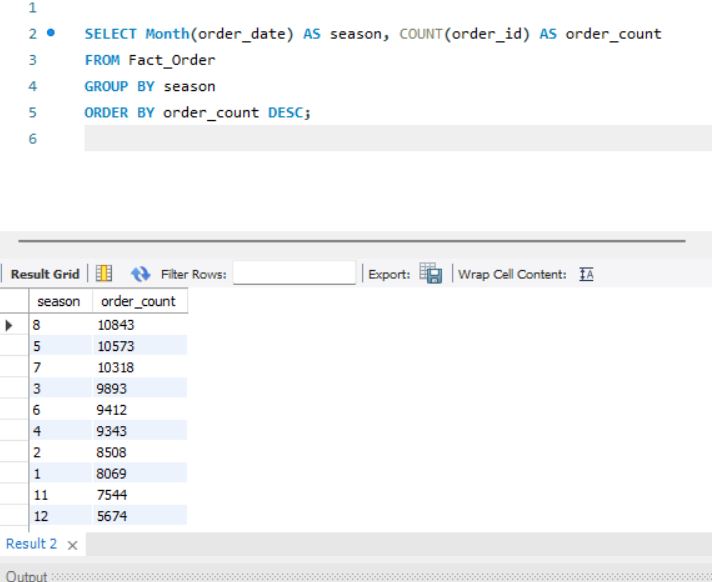 1
2 SELECT Month(order_date) AS season, COUNT(order_id) AS order_count
3 FROM Fact_Order
4 GROUP BY season
5 ORDER BY order_count DESC;
6
Result Grid Filter Rows: Export: Wrap Cell Content: IA
season order_count
8 10843
5 10573
7 10318
3 9893
6 9412
4 9343
2 8508
1 8069
11 7544
12 5674
Result 2 ×
Output